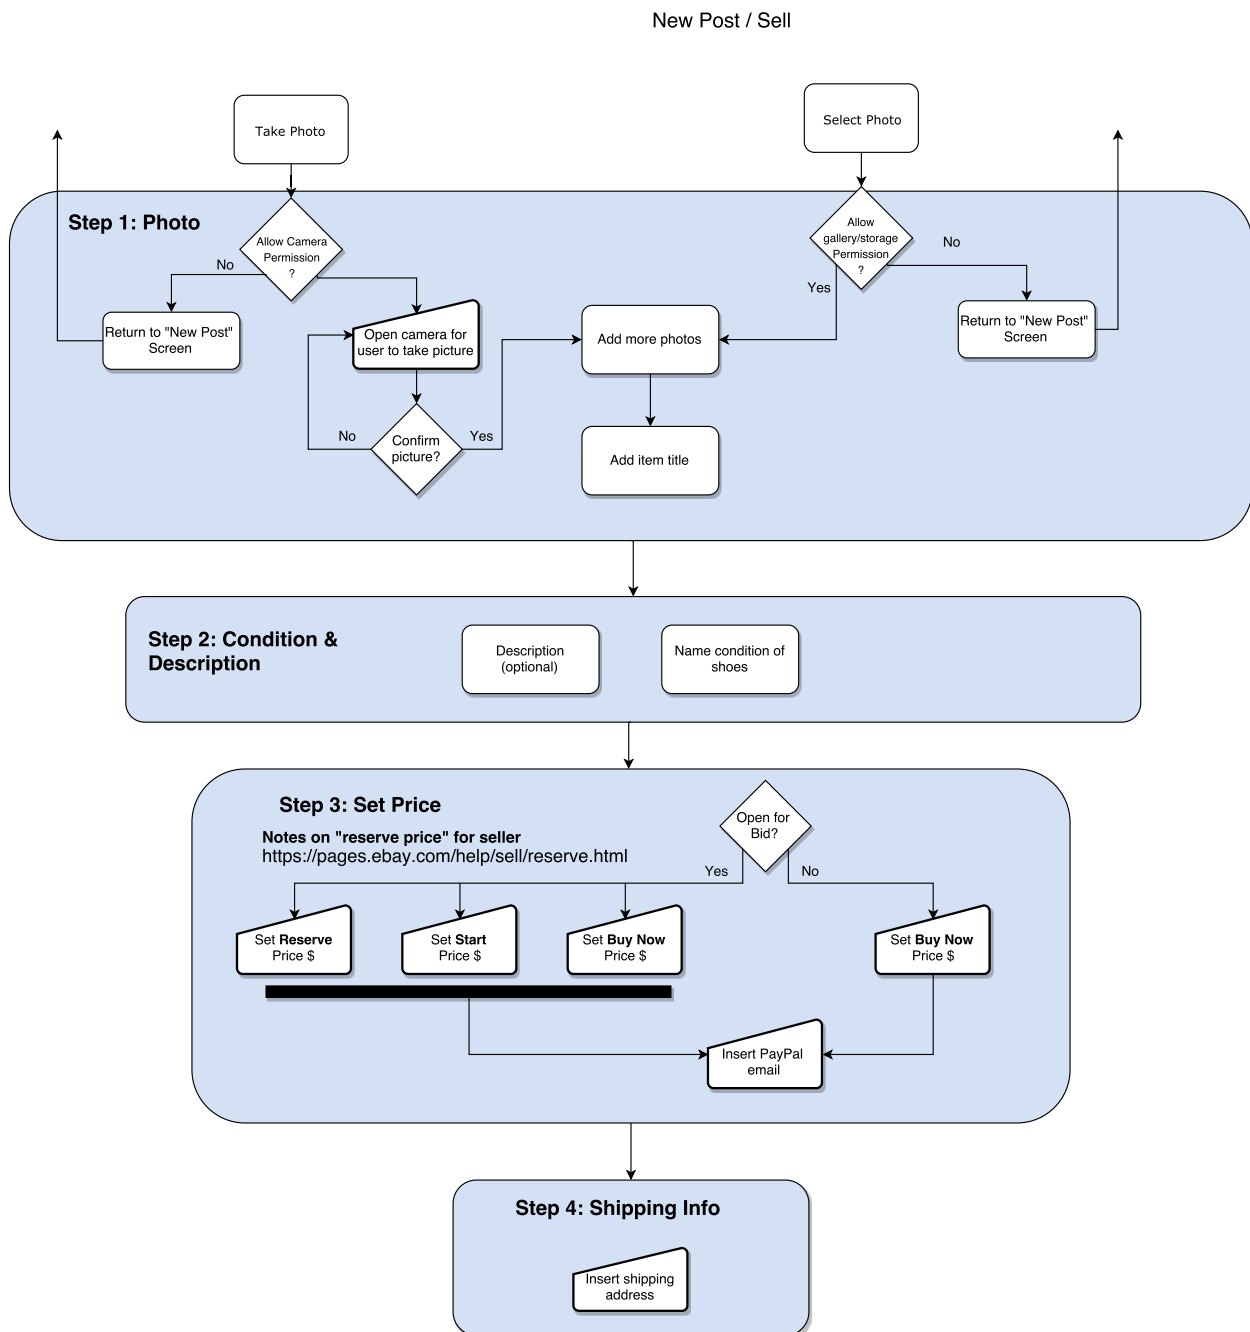 New Post / Sell
Take Photo
Select Photo
Step 1: Photo
Allow Camera
Permission
?
No
Allow
gallery/storage
Permission
?
No
Yes
Return to "New Post"
Screen
Open camera for
user to take picture
Add more photos
Return to "New Post"
Screen
No
Confirm
picture?
Yes
Add item title
Step 2: Condition &
Description
Description
(optional)
Name condition of
shoes
Step 3: Set Price
Notes on "reserve price" for seller
https://pages.ebay.com/help/sell/reserve.html
Open for
Bid?
Yes
No
Set Reserve
Price $
Set Start
Price $
Set Buy Now
Price $
Set Buy Now
Price $
Insert PayPal
email
Step 4: Shipping Info
Insert shipping
address